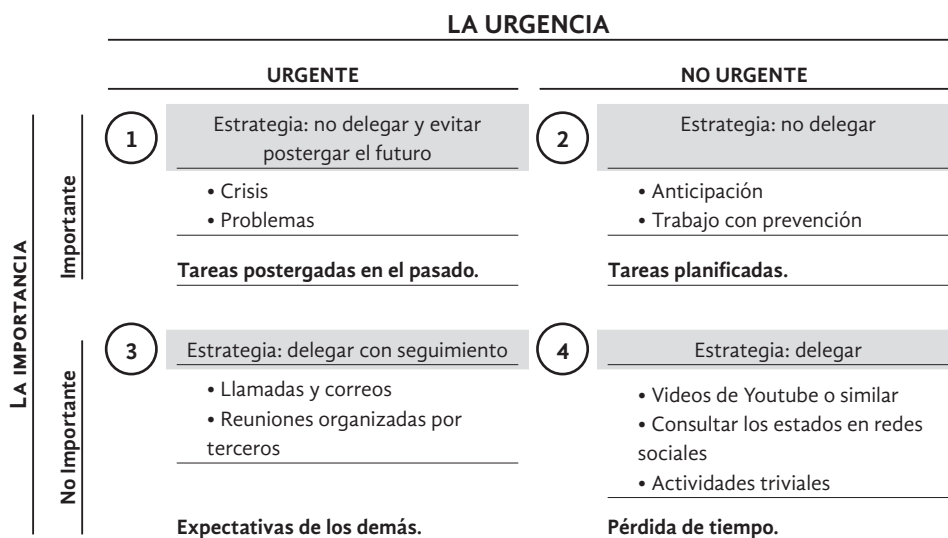 LA URGENCIA
URGENTE
NO URGENTE
LA IMPORTANCIA
Importante
1
Estrategia: no delegar y evitar
postergar el futuro
• Crisis
• Problemas
Tareas postergadas en el pasado.
2
Estrategia: no delegar
• Anticipación
• Trabajo con prevención
Tareas planificadas.
No Importante
3
Estrategia: delegar con seguimiento
• Llamadas y correos
• Reuniones organizadas por
terceros
Expectativas de los demás.
4
Estrategia: delegar
• Videos de Youtube o similar
• Consultar los estados en redes
sociales
• Actividades triviales
Pérdida de tiempo.